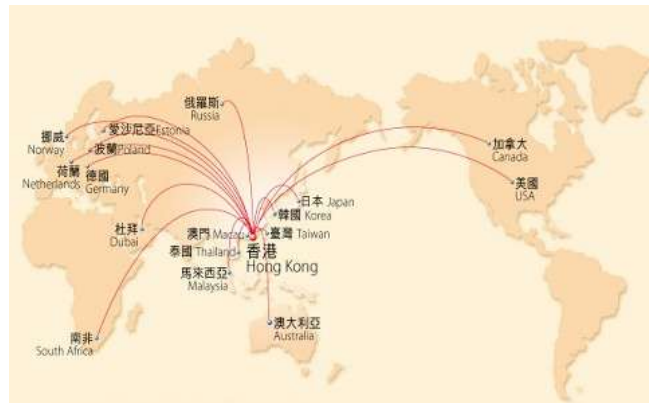 俄羅斯
Russia
愛沙尼亞Estonia
挪威
Norway
波蘭Poland
加拿大
Canada
荷蘭
Netherlands
德國
Germany
美國
USA
日本 Japan
韓國 Korea
杜拜
Dubai
澳門 Macau
臺灣 Taiwan
泰國 Thailand
香港
Hong Kong
馬來西亞
Malaysia
澳大利亞
Australia
南非
South Africa